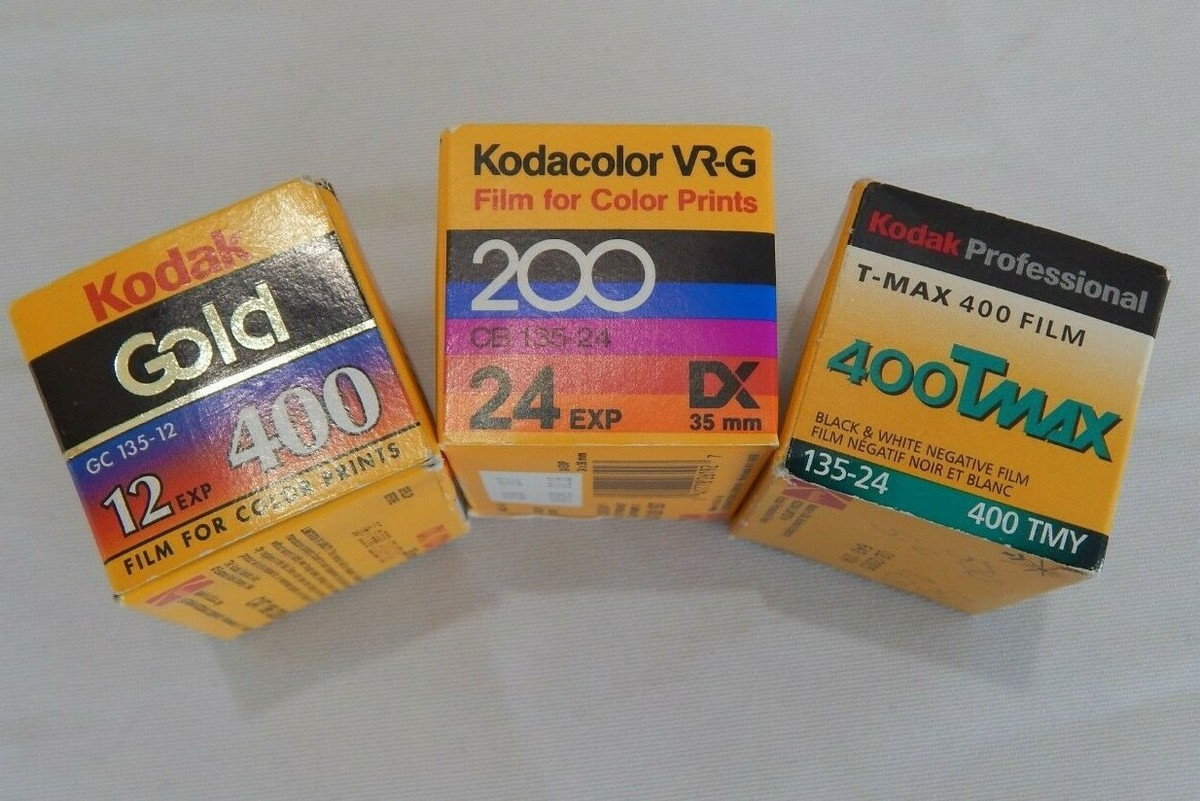 Kodak
Gold
GC 135-12
400
12 EXP
FILM FOR COLOR PRINTS
Kodacolor VR-G
Film for Color Prints
200
CB 135-24
24 EXP
DX
35 mm
Kodak Professional
T-MAX 400 FILM
400TMAX
BLACK & WHITE NEGATIVE FILM
FILM NÉGATIF NOIR ET BLANC
135-24
400 TMY